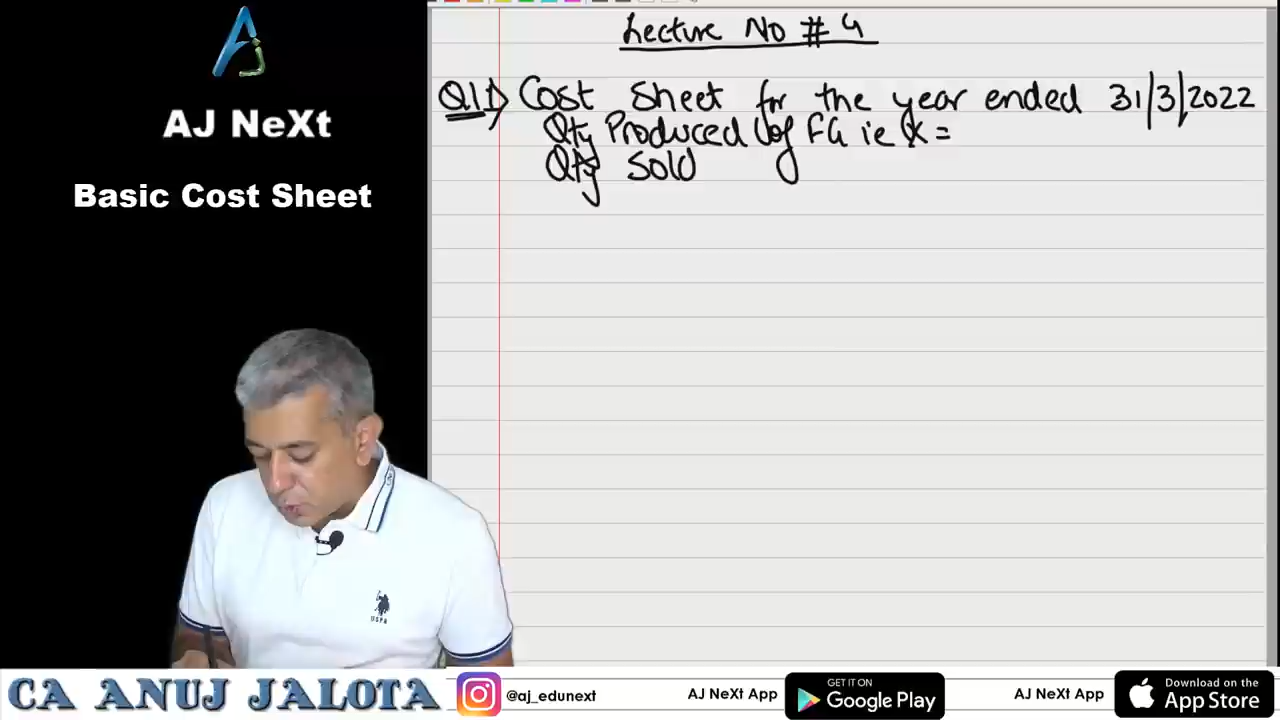 Lecture No # 4
AJ NeXt
Basic Cost Sheet
Q11) Cost Sheet for the year ended 31/3/2022
Qty Produced of FG ie X =
Qty Sold
USPA
CA ANUJ JALOTA
@aj_edunext
AJ NeXt App
GET IT ON
Google Play
AJ NeXt App
Download on the
App Store